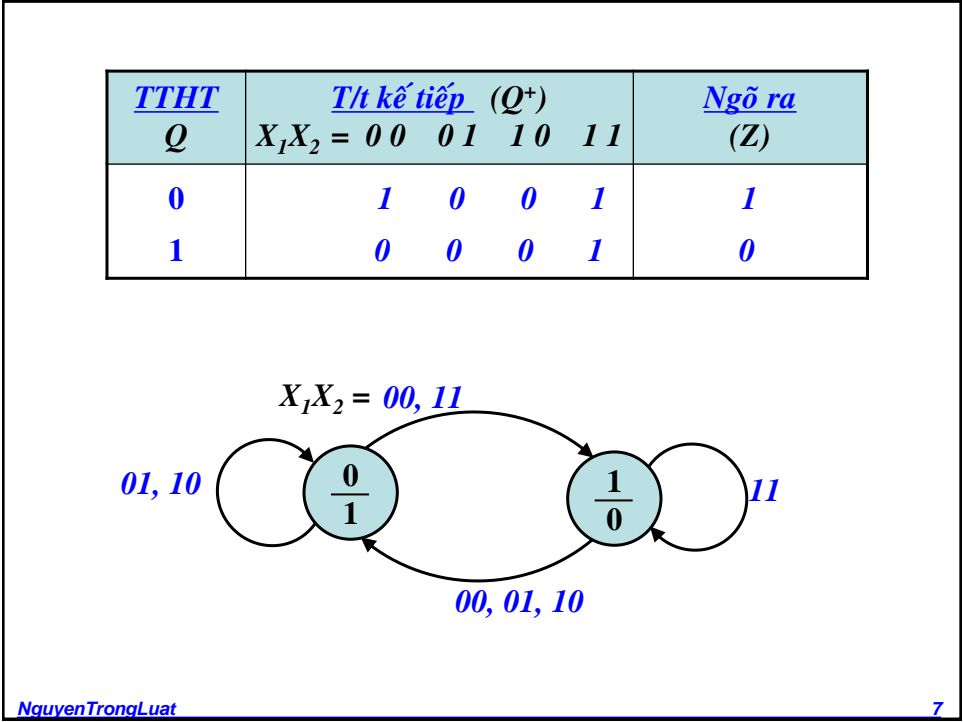 TTHT T/t kế tiếp (Q⁺) Ngõ ra
Q X₁X₂ = 0 0 0 1 1 0 1 1 (Z)
0 1 0 0 1 1
1 0 0 0 1 0
X₁X₂ = 00, 11
01, 10
0
1
1
0
11
00, 01, 10
NguyenTrongLuat 7